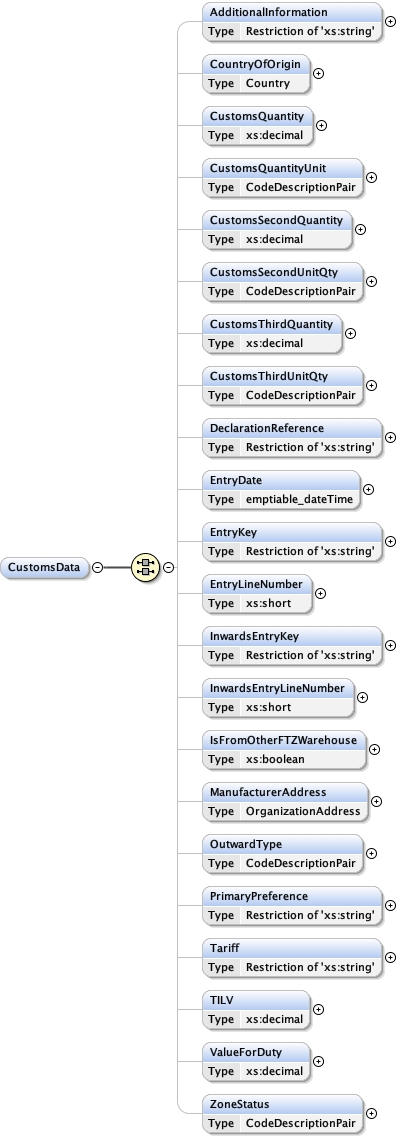 AdditionalInformation
Type Restriction of 'xs:string'
CountryOfOrigin
Type Country
CustomsQuantity
Type xs:decimal
CustomsQuantityUnit
Type CodeDescriptionPair
CustomsSecondQuantity
Type xs:decimal
CustomsSecondUnitQty
Type CodeDescriptionPair
CustomsThirdQuantity
Type xs:decimal
CustomsThirdUnitQty
Type CodeDescriptionPair
DeclarationReference
Type Restriction of 'xs:string'
EntryDate
Type emptiable_dateTime
EntryKey
Type Restriction of 'xs:string'
CustomsData
EntryLineNumber
Type xs:short
InwardsEntryKey
Type Restriction of 'xs:string'
InwardsEntryLineNumber
Type xs:short
IsFromOtherFTZWarehouse
Type xs:boolean
ManufacturerAddress
Type OrganizationAddress
OutwardType
Type CodeDescriptionPair
PrimaryPreference
Type Restriction of 'xs:string'
Tariff
Type Restriction of 'xs:string'
TILV
Type xs:decimal
ValueForDuty
Type xs:decimal
ZoneStatus
Type CodeDescriptionPair